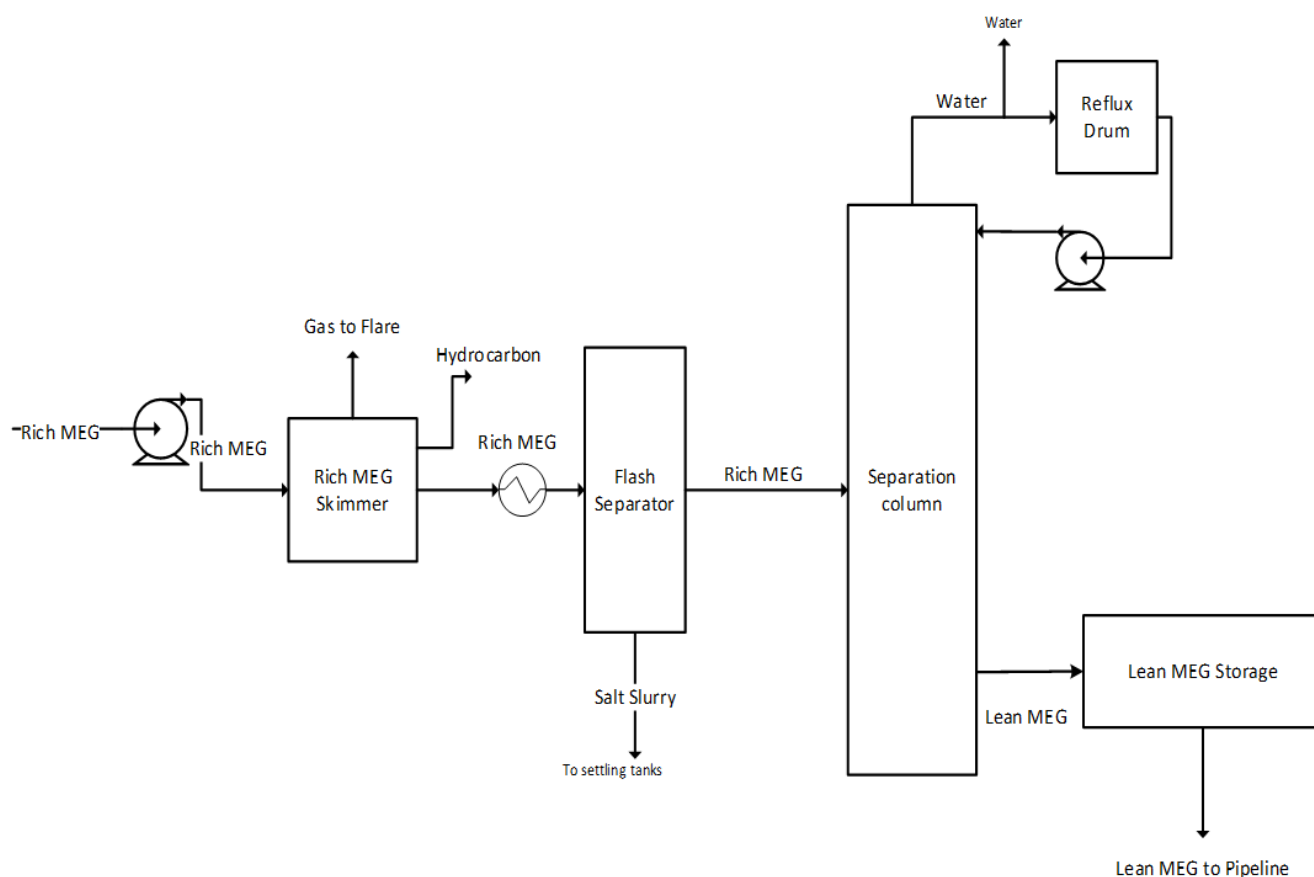 Water
Water
Reflux
Drum
Gas to Flare
Hydrocarbon
Rich MEG
Rich MEG
Rich MEG
Skimmer
Rich MEG
Flash
Separator
Rich MEG
Separation
column
Salt Slurry
To settling tanks
Lean MEG
Lean MEG Storage
Lean MEG to Pipeline